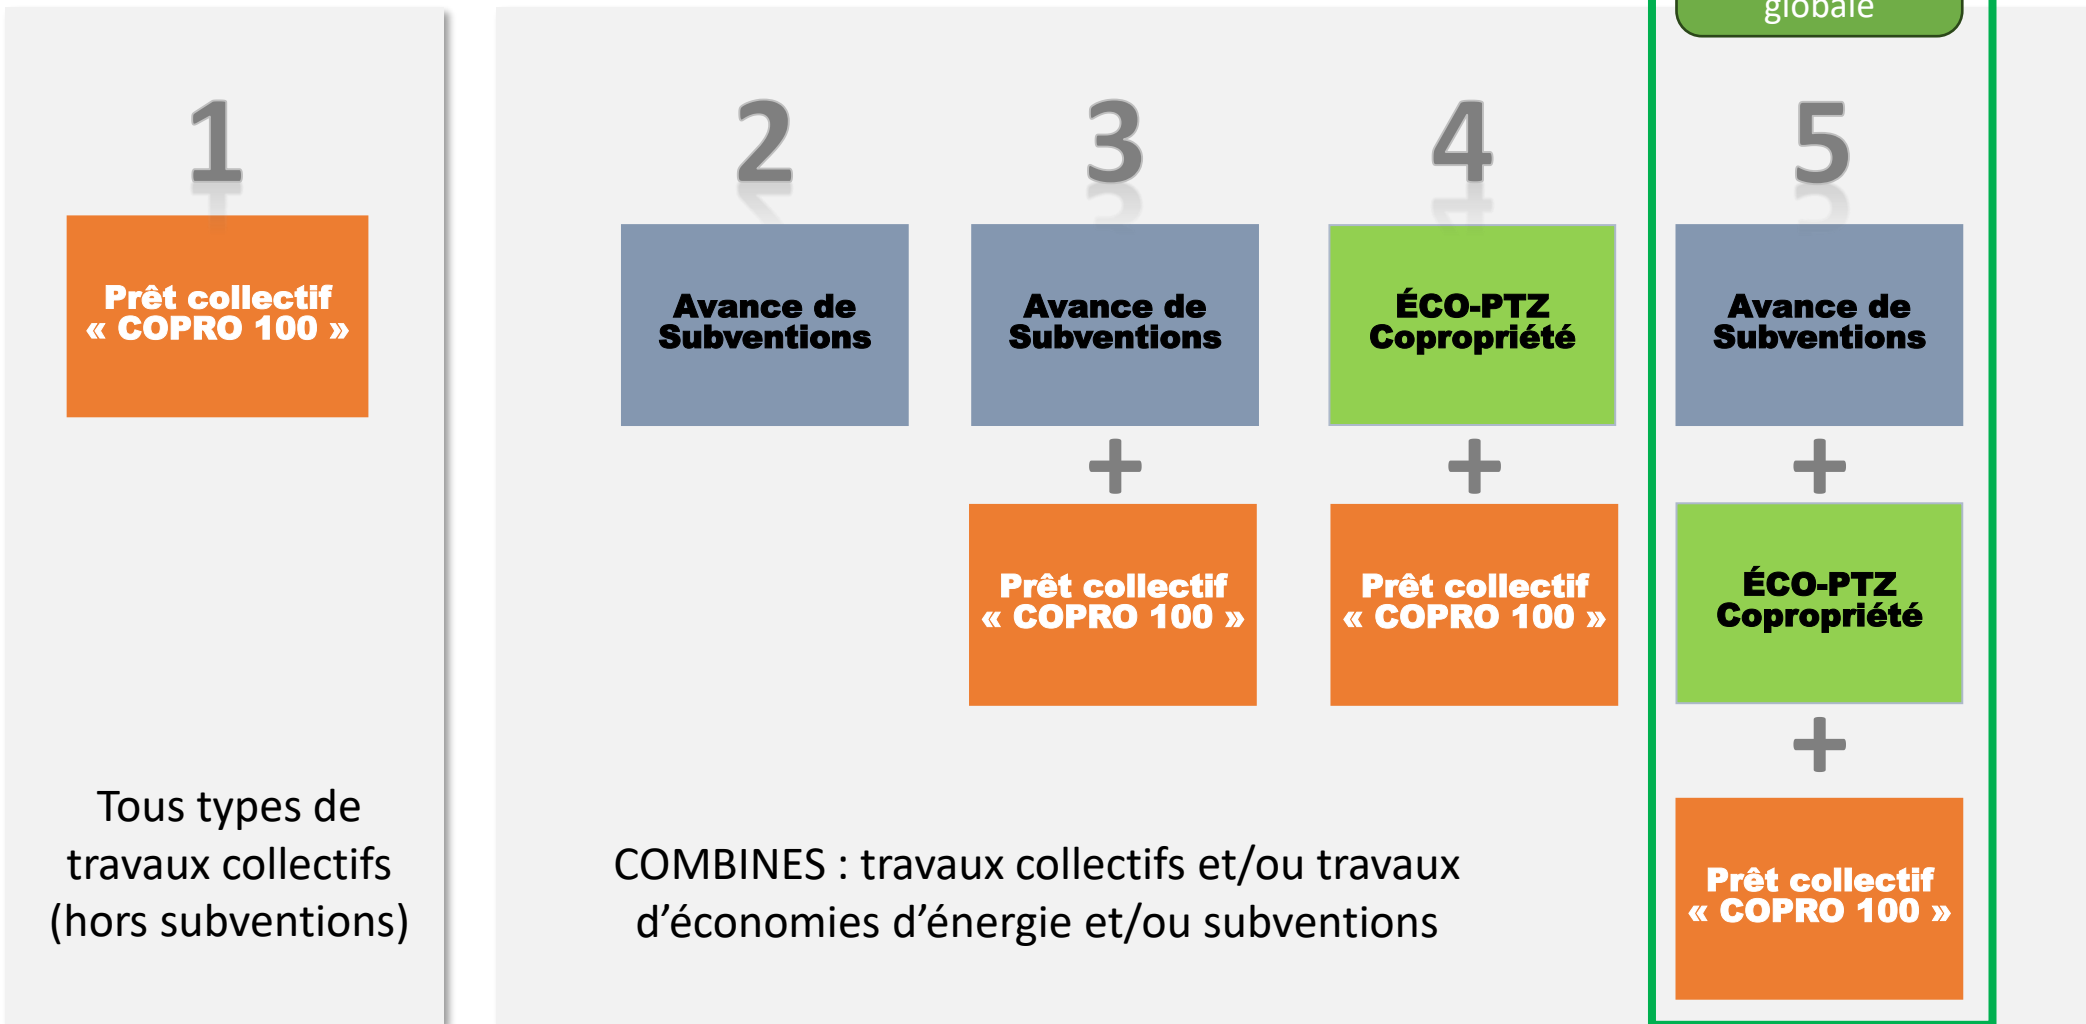 globale
1
2
3
4
5
Prêt collectif
« COPRO 100 »
Avance de
Subventions
Avance de
Subventions
ÉCO-PTZ
Copropriété
Avance de
Subventions
+
+
+
Prêt collectif
« COPRO 100 »
Prêt collectif
« COPRO 100 »
ÉCO-PTZ
Copropriété
+
Prêt collectif
« COPRO 100 »
Tous types de
travaux collectifs
(hors subventions)
COMBINES : travaux collectifs et/ou travaux
d’économies d’énergie et/ou subventions